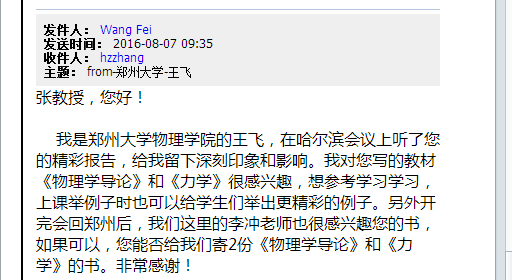 发件人： Wang Fei
发送时间： 2016-08-07 09:35
收件人： hzzhang
主题： from-郑州大学-王飞
张教授，您好！
我是郑州大学物理学院的王飞，在哈尔滨会议上听了您
的精彩报告，给我留下深刻印象和影响。我对您写的教材
《物理学导论》和《力学》很感兴趣，想参考学习学习，
上课举例子时也可以给学生们举出更精彩的例子。另外开
完会回郑州后，我们这里的李冲老师也很感兴趣您的书，
如果可以，您能否给我们寄2份《物理学导论》和《力
学》的书。非常感谢！